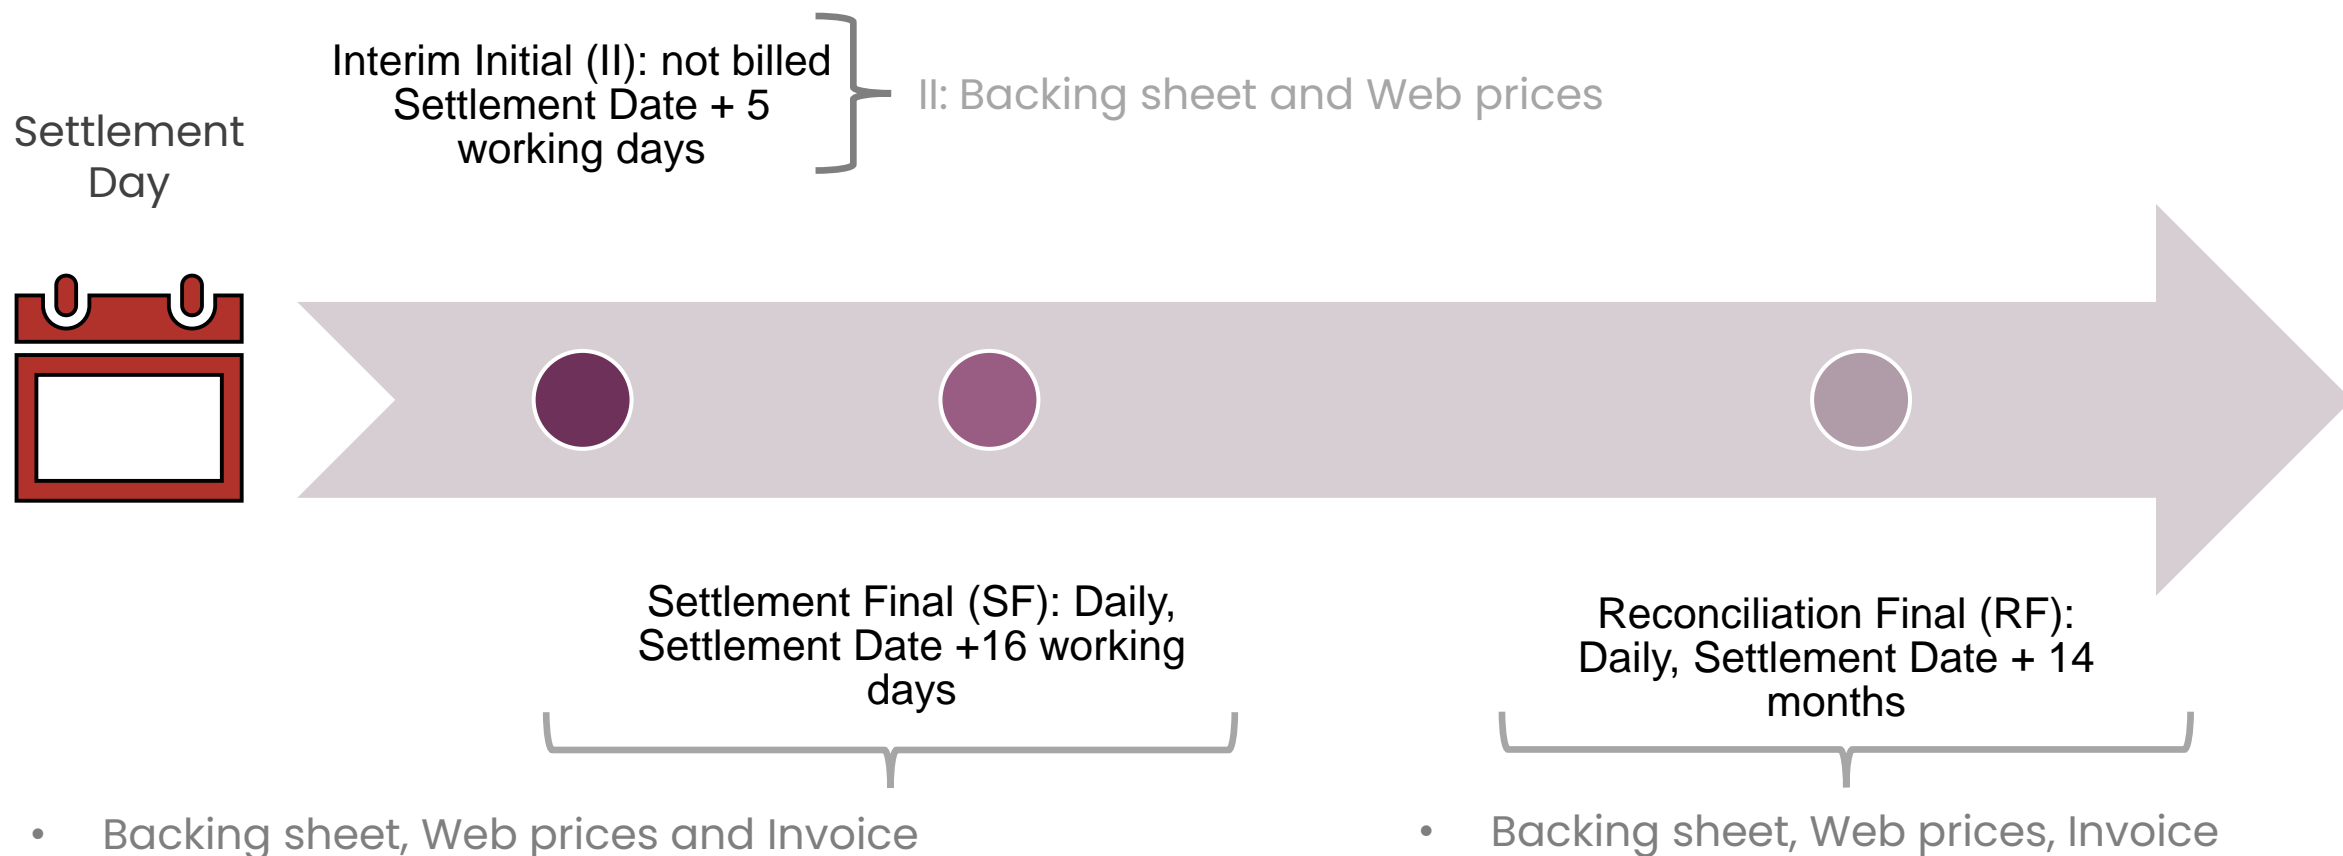 Settlement
Day
Interim Initial (II): not billed
Settlement Date + 5
working days
II: Backing sheet and Web prices
Settlement Final (SF): Daily,
Settlement Date +16 working
days
• Backing sheet, Web prices and Invoice
Reconciliation Final (RF):
Daily, Settlement Date + 14
months
• Backing sheet, Web prices, Invoice